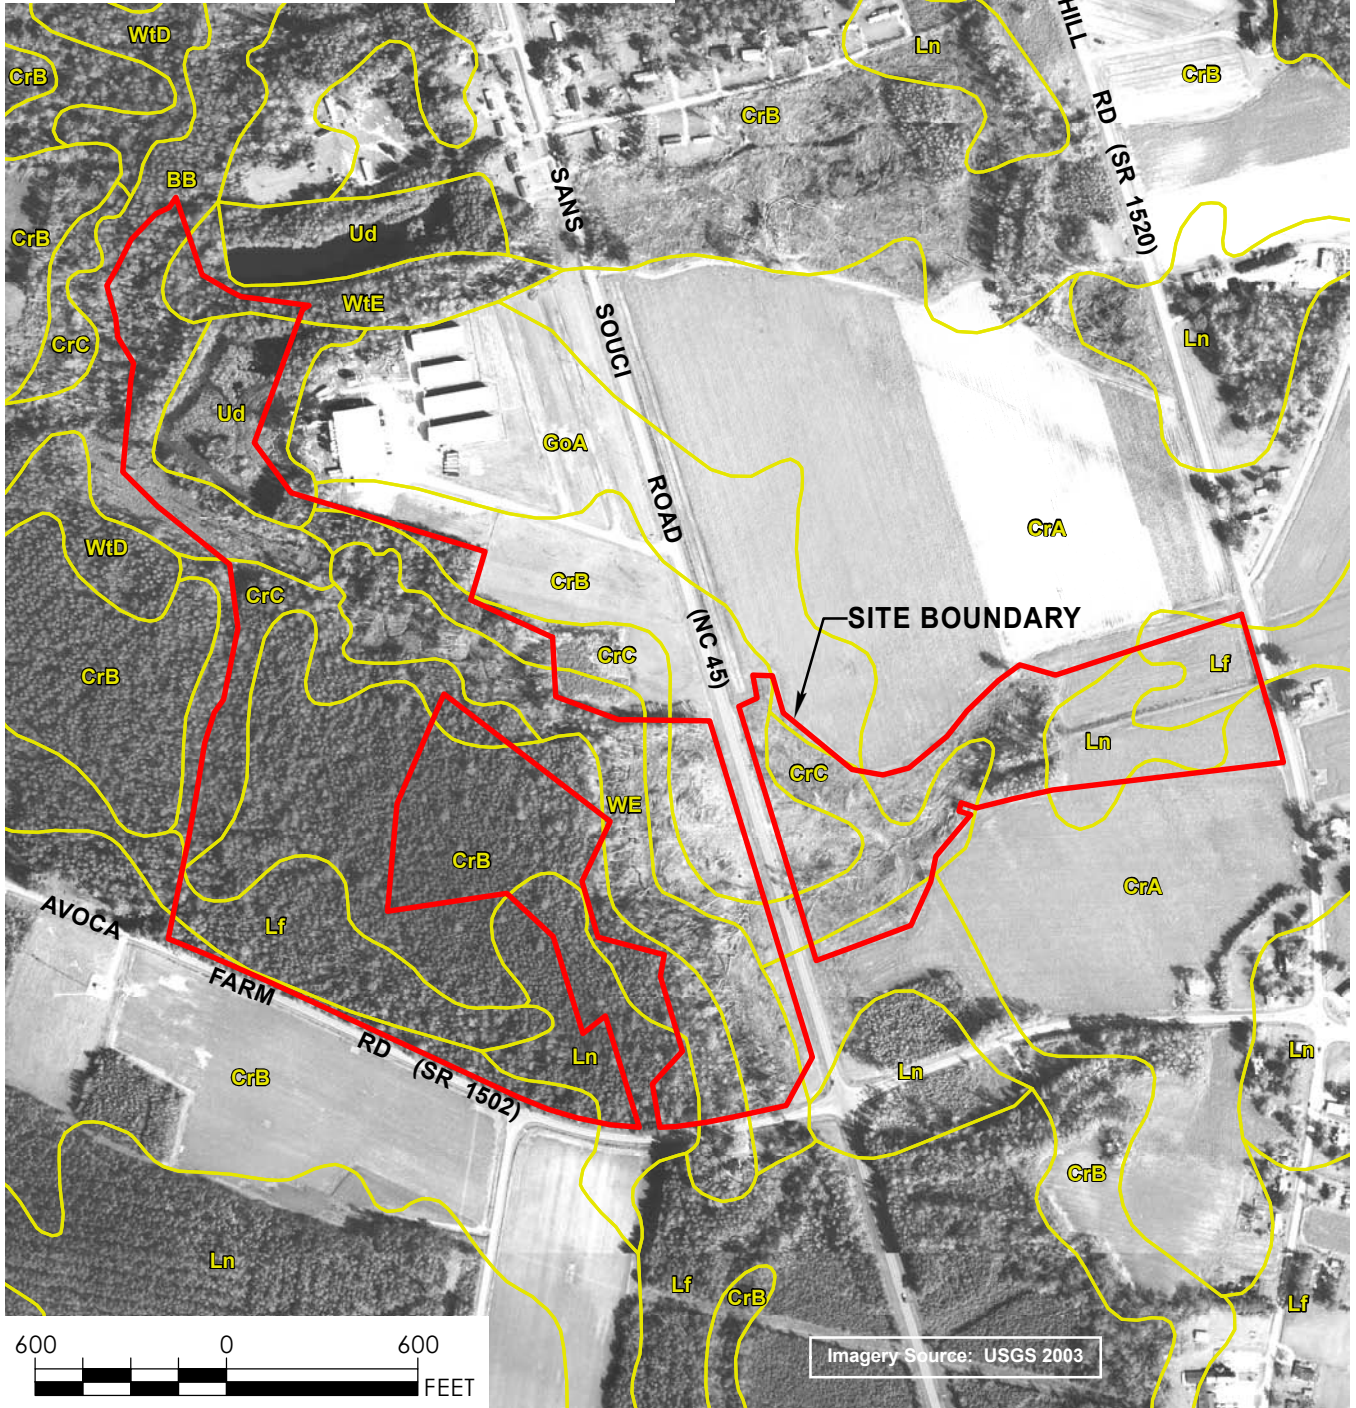 WtD
Ln
HILL
CrB
CrB
CrB
RD (SR 1520)
BB
SANS
CrB
Ud
WtE
SOUCI
CrC
Ln
Ud
GoA
ROAD
CrA
WtD
CrC
CrB
(NC 45)
SITE BOUNDARY
CrC
Lf
CrB
Ln
CrC
WE
CrB
CrA
AVOCA
Lf
FARM
RD (SR 1502)
Ln
Ln
Ln
CrB
CrB
Ln
Lf
CrB
Lf
600 0 600
FEET
Imagery Source: USGS 2003